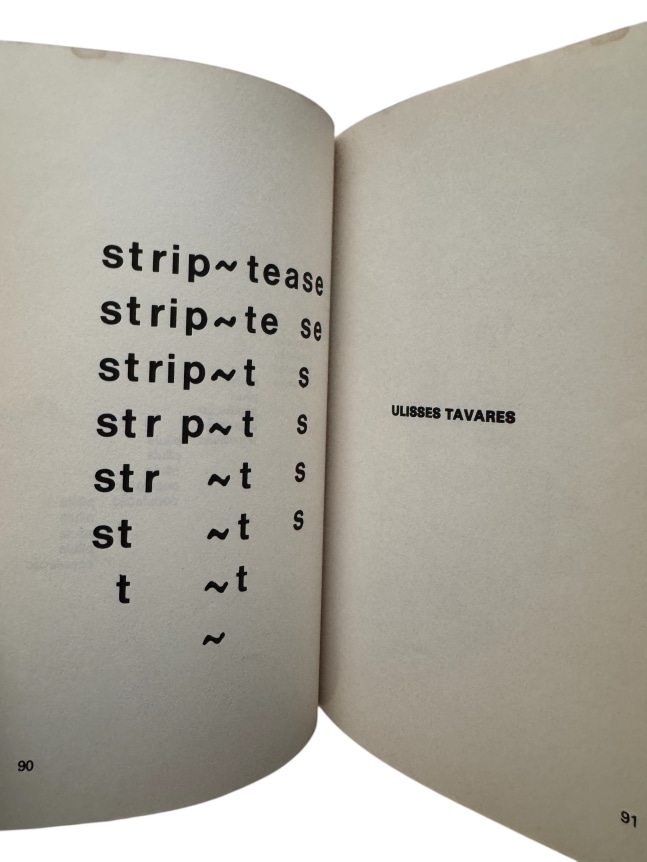 strip~tease
strip~te se
strip~t s
str p~t s
str ~t s
st ~t s
t ~t
~
90
ULISSES TAVARES
91